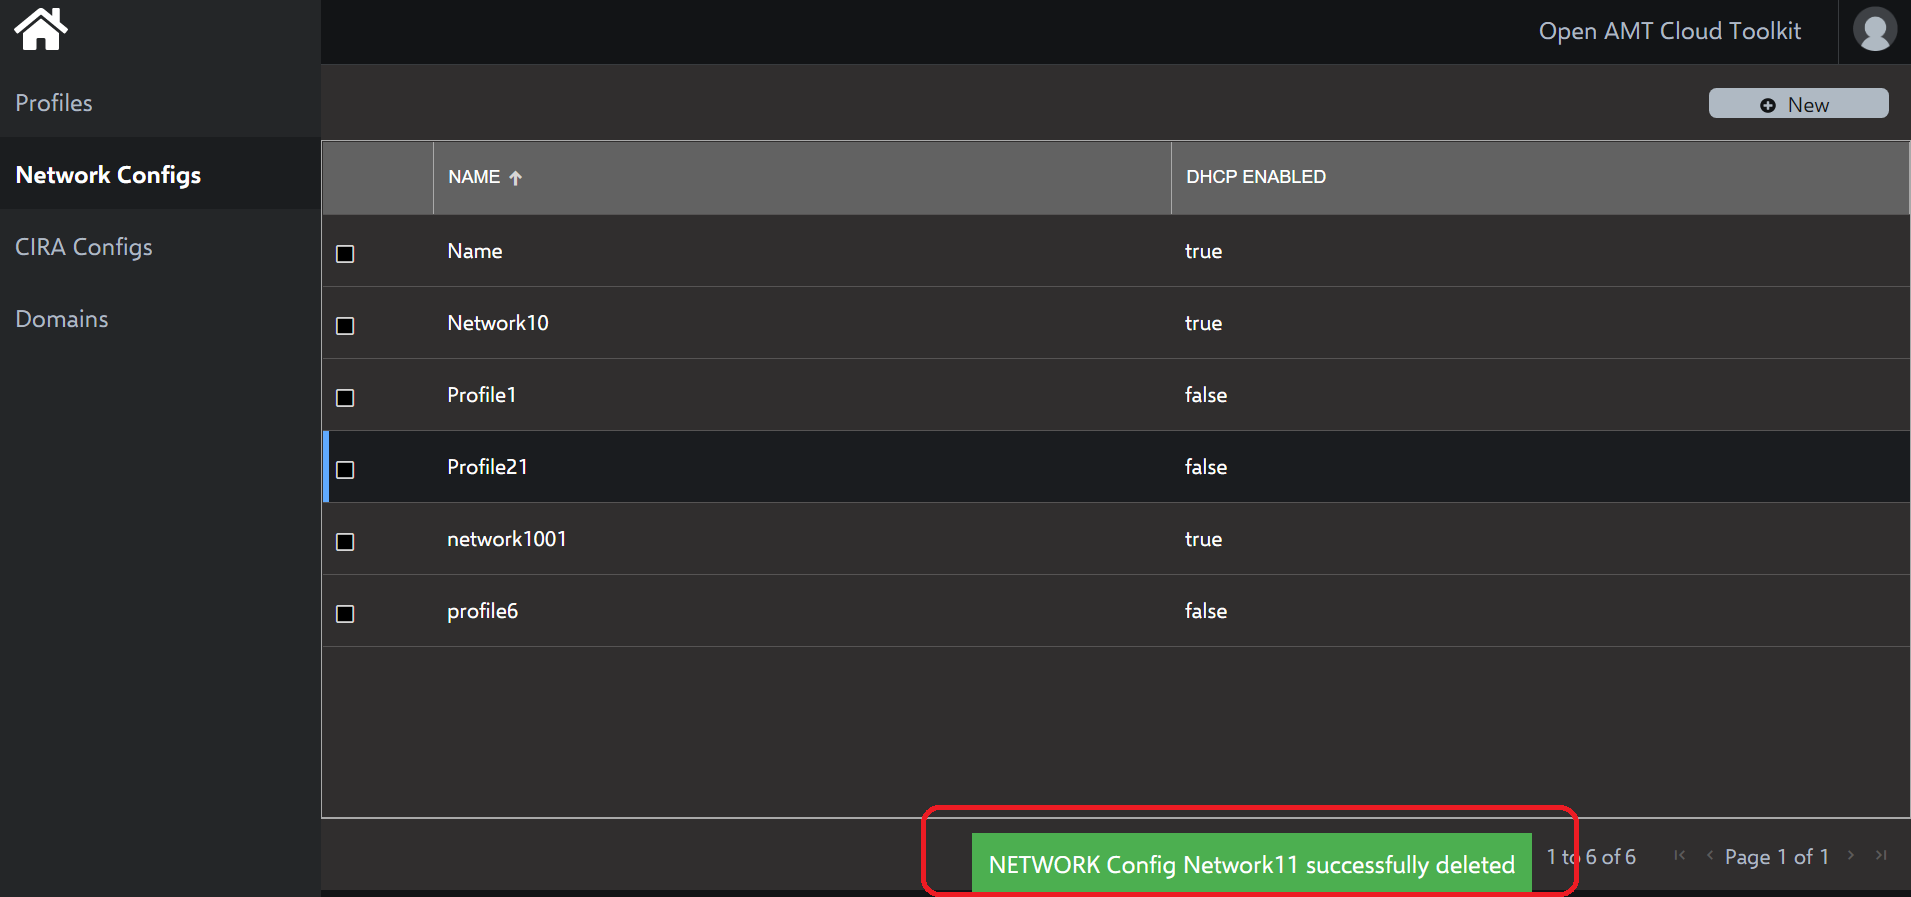 Open AMT Cloud Toolkit
Profiles
Network Configs
CIRA Configs
Domains
New
NAME DHCP ENABLED
Name true
Network10 true
Profile1 false
Profile21 false
network1001 true
profile6 false
NETWORK Config Network11 successfully deleted
1 to 6 of 6 Page 1 of 1